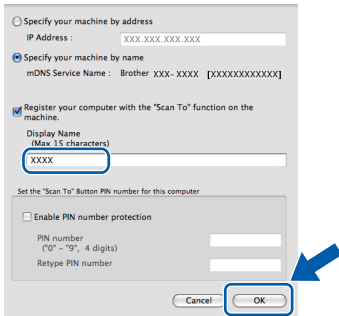 Specify your machine by address
IP Address : XXX.XXX.XXX.XXX
Specify your machine by name
mDNS Service Name : Brother XXX-XXXX [XXXXXXXXXXXX]
Register your computer with the "Scan To" function on the
machine.
Display Name
(Max 15 characters)
XXXX
Set the "Scan To" Button PIN number for this computer
Enable PIN number protection
PIN number
("0" – "9", 4 digits)
Retype PIN number
Cancel OK